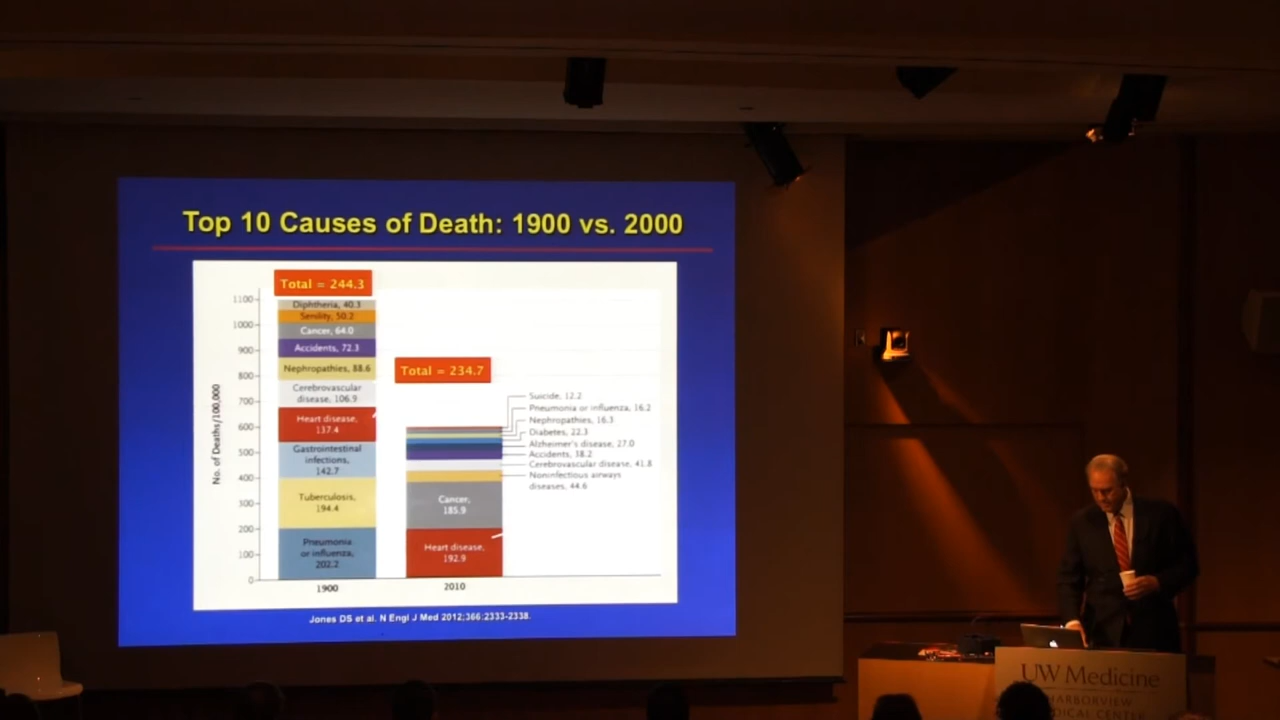 Top 10 Causes of Death: 1900 vs. 2000
Total = 244.3
Total = 234.7
No. of Deaths/100,000
1100
1000
900
800
700
600
500
400
300
200
100
0
Diphtheria, 40.3
Senility, 50.2
Cancer, 64.0
Accidents, 72.3
Nephropathies, 88.6
Cerebrovascular
disease, 106.9
Heart disease,
137.4
Gastrointestinal
infections,
142.7
Tuberculosis,
194.4
Pneumonia
or influenza,
202.2
1900
Suicide, 12.2
Pneumonia or influenza, 16.2
Nephropathies, 16.3
Diabetes, 22.3
Alzheimer's disease, 27.0
Accidents, 38.2
Cerebrovascular disease, 41.8
Noninfectious airways
diseases, 44.6
Cancer,
185.9
Heart disease,
192.9
2010
Jones DS et al. N Engl J Med 2012;366:2333-2338.
UW Medicine
HARBORVIEW
MEDICAL CENTER